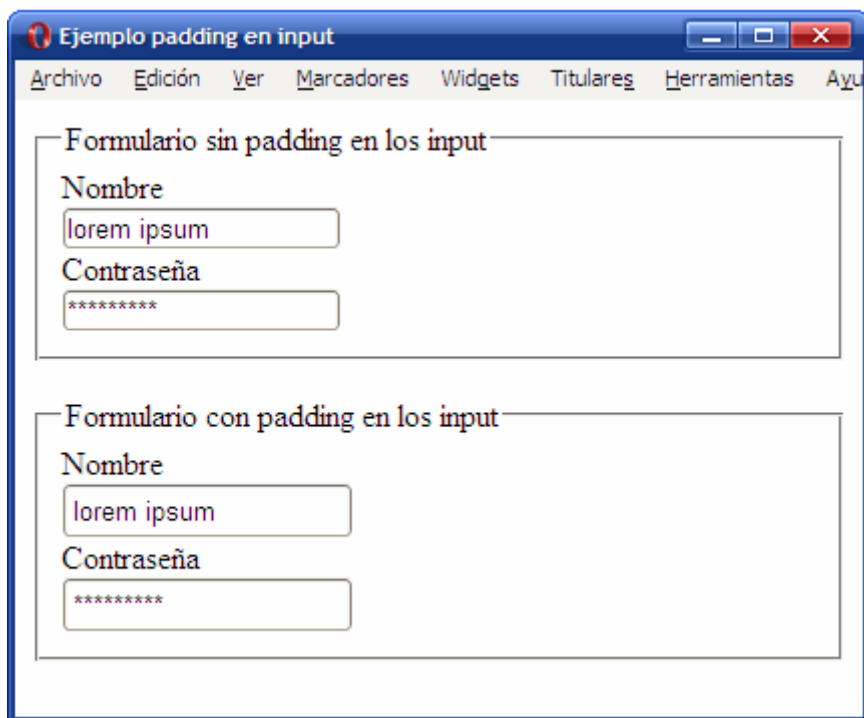 Ejemplo padding en input
Archivo Edición Ver Marcadores Widgets Titulares Herramientas Ayu
Formulario sin padding en los input
Nombre
lorem ipsum
Contraseña
*********
Formulario con padding en los input
Nombre
lorem ipsum
Contraseña
*********